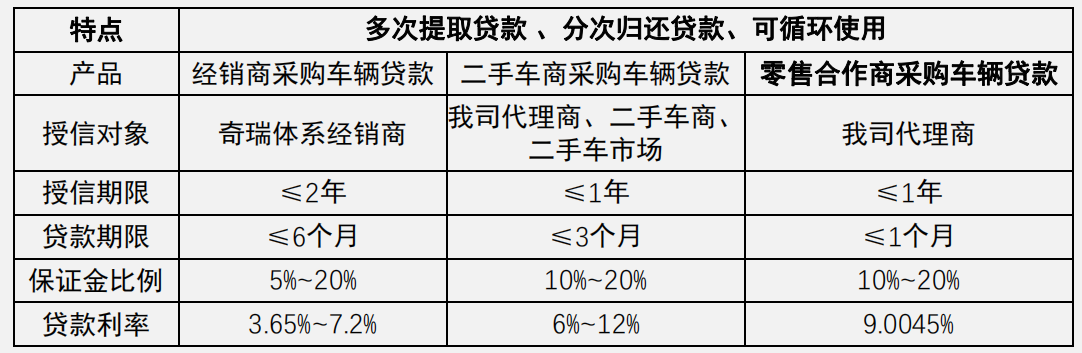 特点 多次提取贷款 、分次归还贷款、可循环使用
产品 经销商采购车辆贷款 二手车商采购车辆贷款 零售合作商采购车辆贷款
授信对象 奇瑞体系经销商 我司代理商、二手车商、 我司代理商
二手车市场
授信期限 ≤2年 ≤1年 ≤1年
贷款期限 ≤6个月 ≤3个月 ≤1个月
保证金比例 5%~20% 10%~20% 10%~20%
贷款利率 3.65%~7.2% 6%~12% 9.0045%